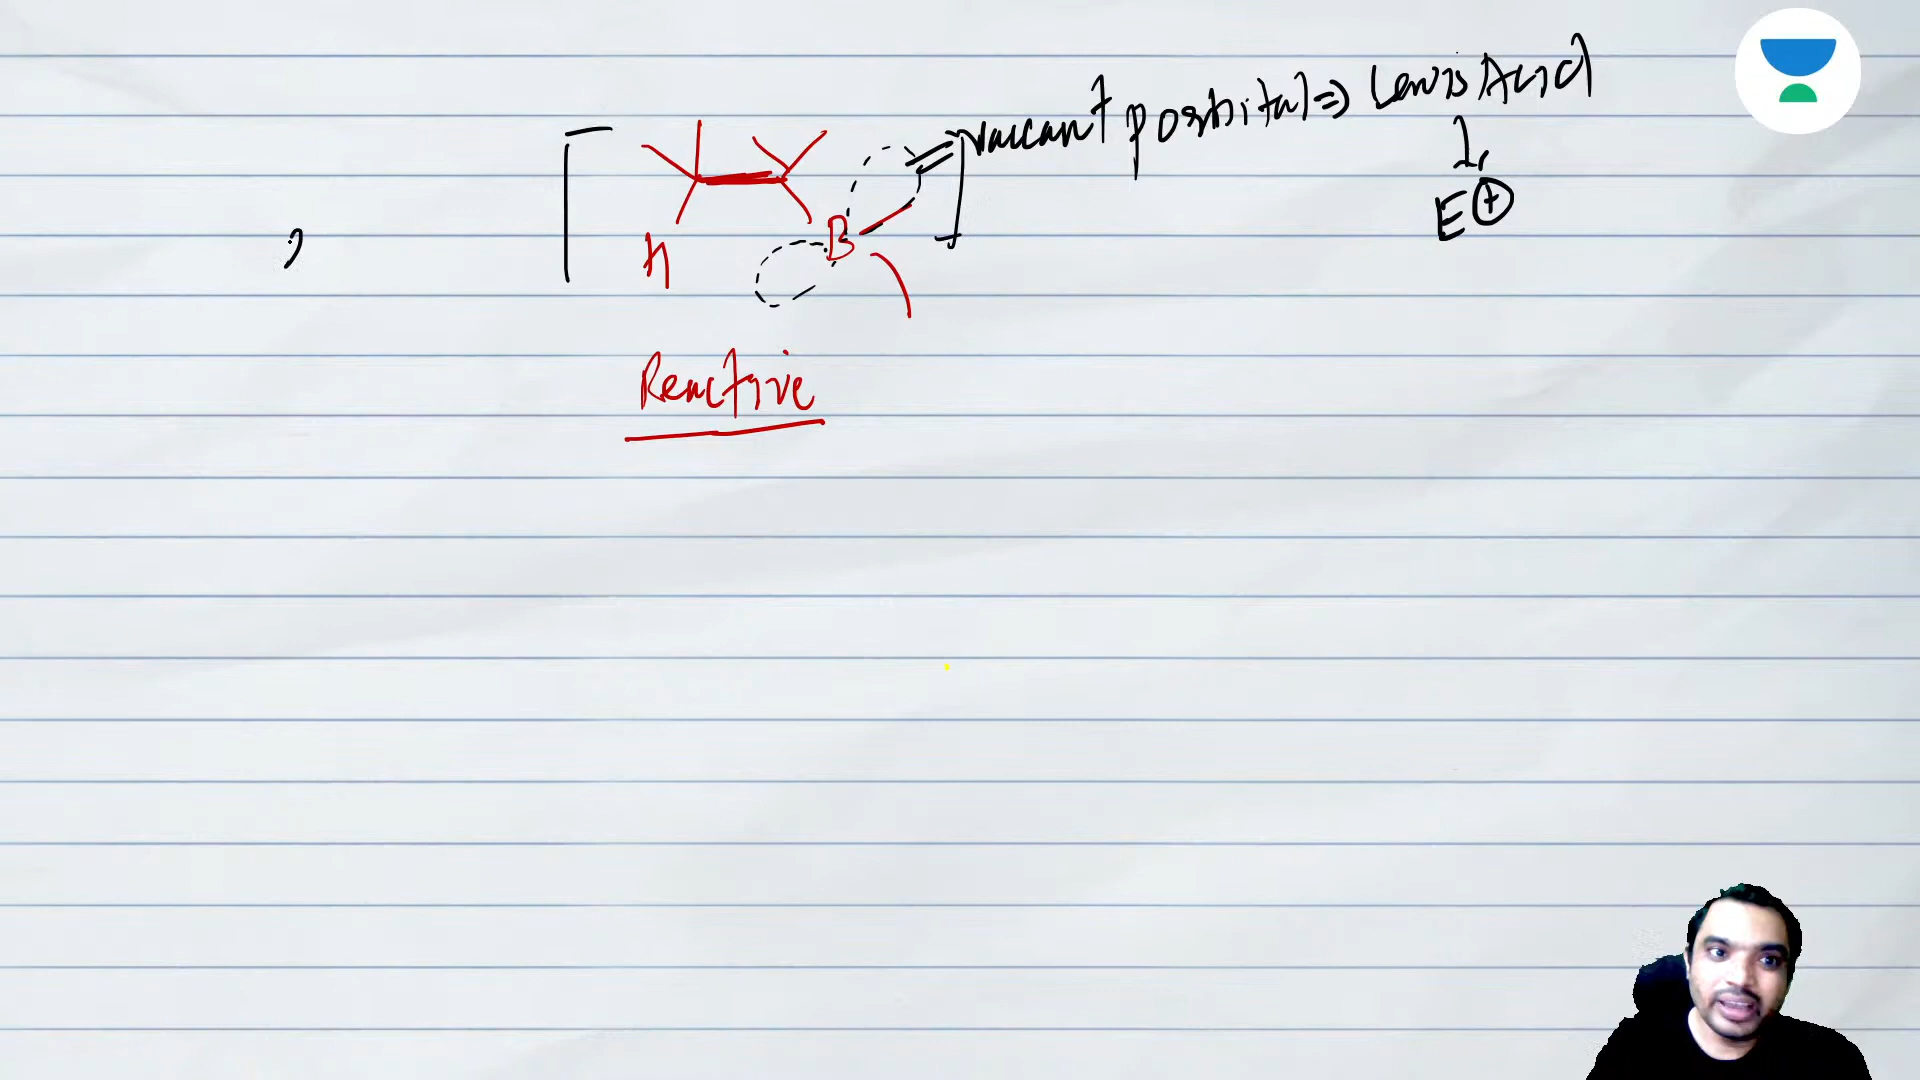 vacant p orbital ⇒ Lewis Acid
E⊕
,
H B
Reactive